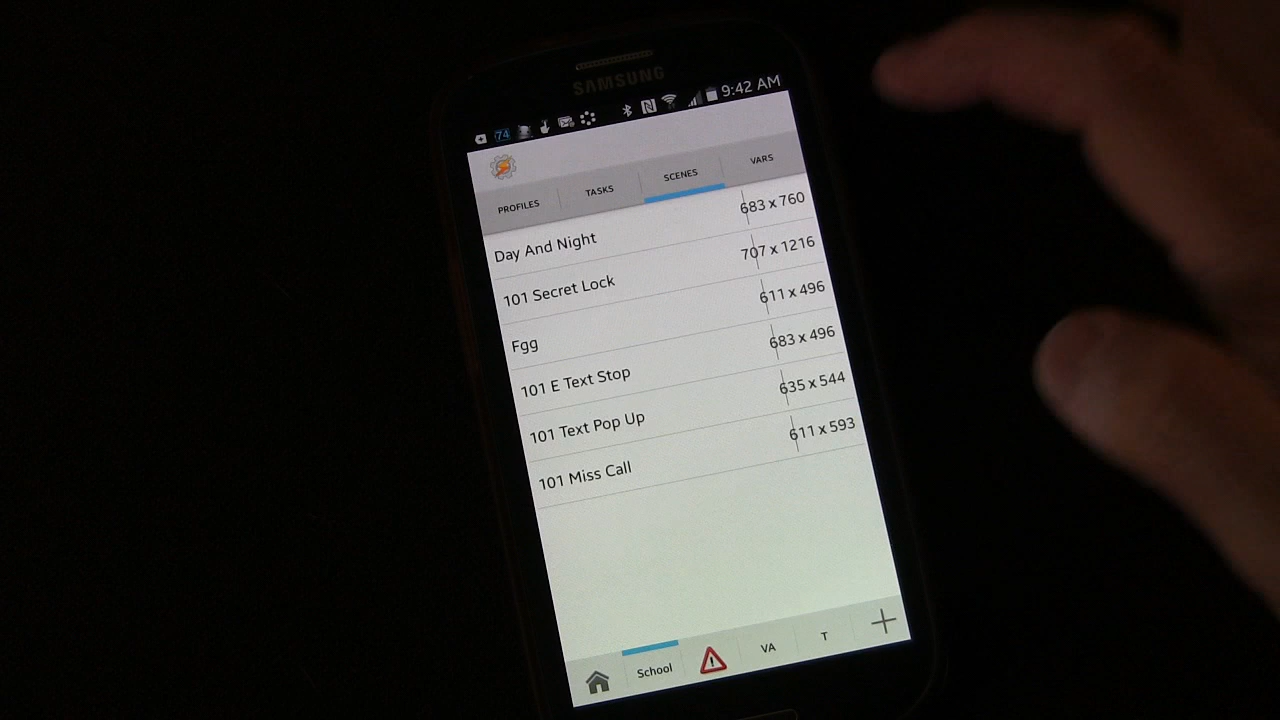 SAMSUNG
74 9:42 AM
PROFILES TASKS SCENES VARS
Day And Night 683 x 760
101 Secret Lock 707 x 1216
Fgg 611 x 496
101 E Text Stop 683 x 496
101 Text Pop Up 635 x 544
101 Miss Call 611 x 593
School VA T